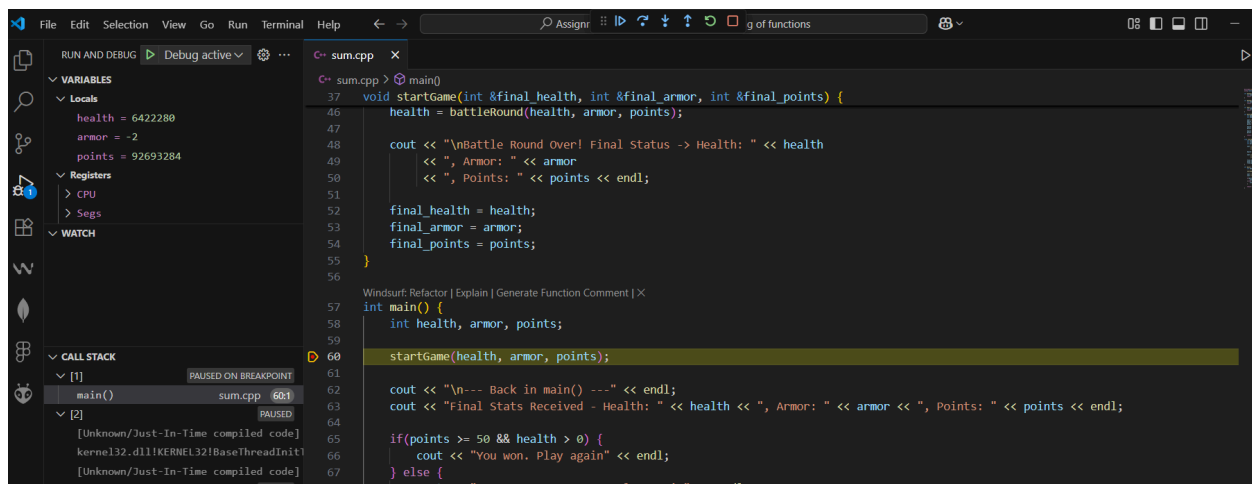 File Edit Selection View Go Run Terminal Help
Assignr
g of functions
RUN AND DEBUG
Debug active
VARIABLES
Locals
health = 6422280
armor = -2
points = 92693284
Registers
CPU
Segs
WATCH
CALL STACK
[1] PAUSED ON BREAKPOINT
main() sum.cpp 60:1
[2] PAUSED
[Unknown/Just-In-Time compiled code]
kernel32.dll!KERNEL32!BaseThreadInitT
[Unknown/Just-In-Time compiled code]
1
C++ sum.cpp
C++ sum.cpp > main()
37 void startGame(int &final_health, int &final_armor, int &final_points) {
46 health = battleRound(health, armor, points);
47
48 cout << "\nBattle Round Over! Final Status -> Health: " << health
49 << ", Armor: " << armor
50 << ", Points: " << points << endl;
51
52 final_health = health;
53 final_armor = armor;
54 final_points = points;
55 }
56
Windsurf: Refactor | Explain | Generate Function Comment | X
57 int main() {
58 int health, armor, points;
59
60 startGame(health, armor, points);
61
62 cout << "\n--- Back in main() ---" << endl;
63 cout << "Final Stats Received - Health: " << health << ", Armor: " << armor << ", Points: " << points << endl;
64
65 if(points >= 50 && health > 0) {
66 cout << "You won. Play again" << endl;
67 } else {